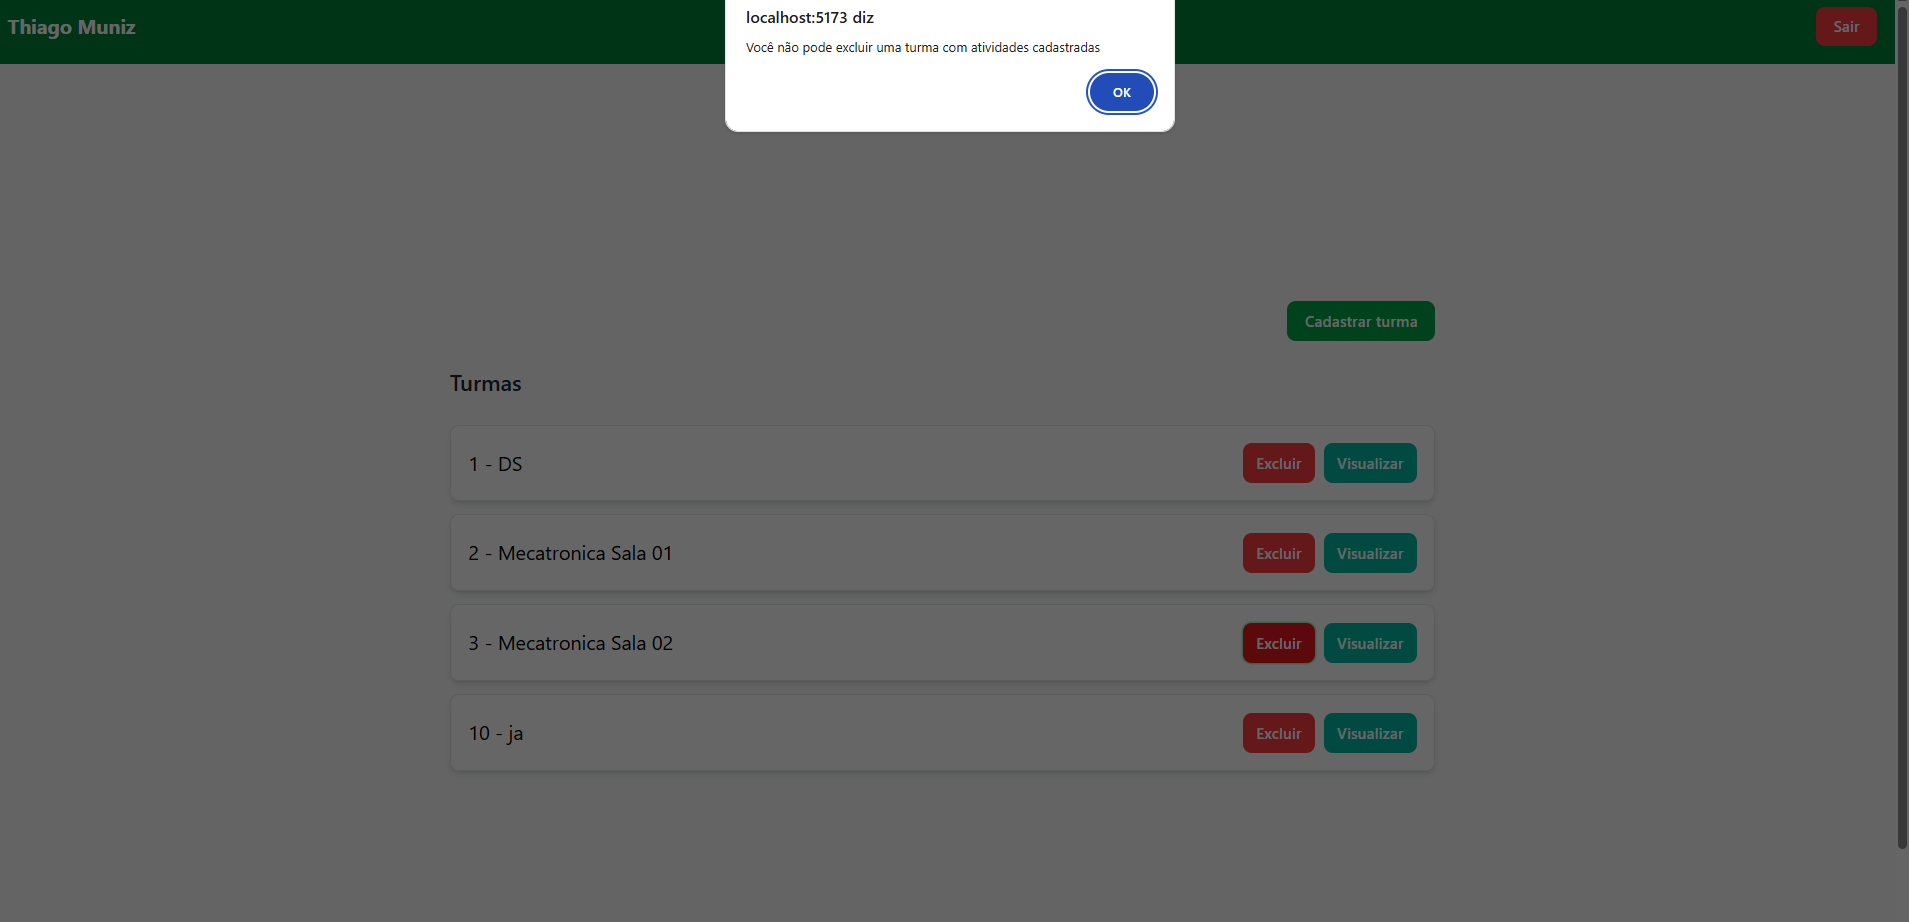 Thiago Muniz
localhost:5173 diz
Você não pode excluir uma turma com atividades cadastradas
OK
Sair
Cadastrar turma
Turmas
1 - DS
Excluir
Visualizar
2 - Mecatronica Sala 01
Excluir
Visualizar
3 - Mecatronica Sala 02
Excluir
Visualizar
10 - ja
Excluir
Visualizar